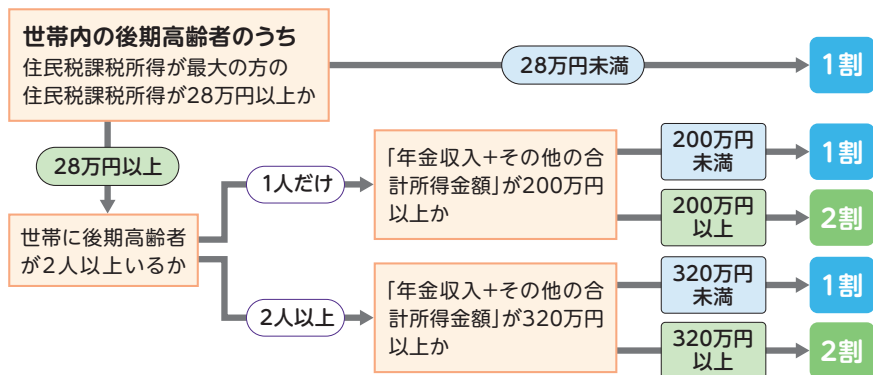 世帯内の後期高齢者のうち
住民税課税所得が最大の方の
住民税課税所得が28万円以上か
28万円未満
1割
28万円以上
世帯に後期高齢者
が2人以上いるか
1人だけ
「年金収入+その他の合
計所得金額」が200万円
以上か
200万円
未満
1割
200万円
以上
2割
2人以上
「年金収入+その他の合
計所得金額」が320万円
以上か
320万円
未満
1割
320万円
以上
2割